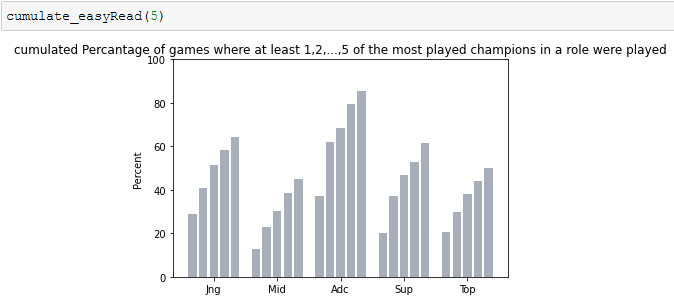 cumulate_easyRead(5)
cumulated Percantage of games where at least 1,2,...,5 of the most played champions in a role were played
100
80
60
40
20
0
Percent
Jng Mid Adc Sup Top